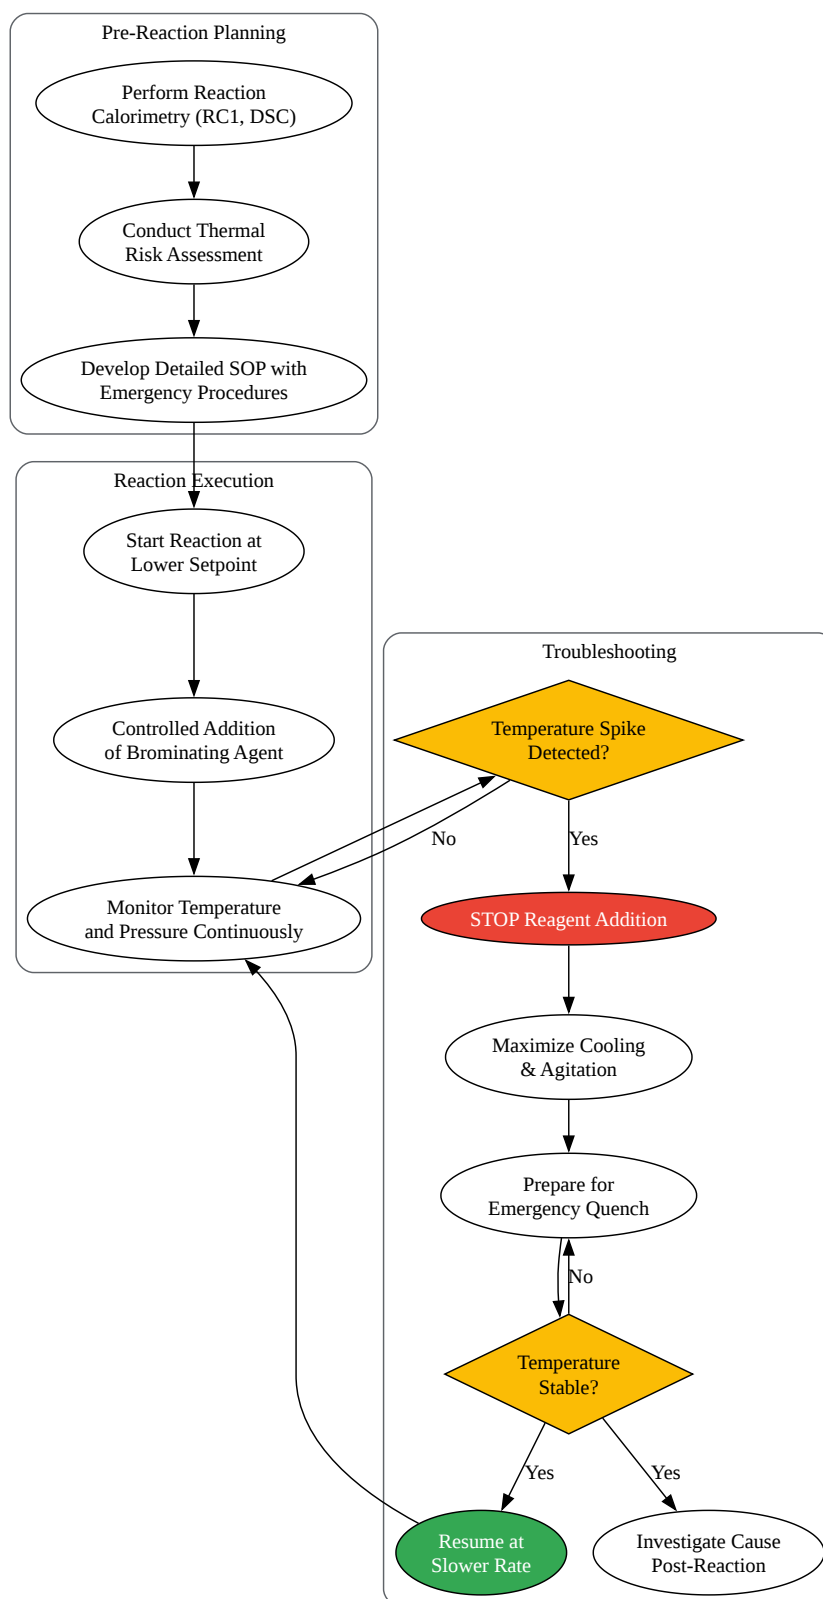 Pre-Reaction Planning
Perform Reaction
Calorimetry (RC1, DSC)
Conduct Thermal
Risk Assessment
Develop Detailed SOP with
Emergency Procedures
Reaction Execution
Start Reaction at
Lower Setpoint
Controlled Addition
of Brominating Agent
Monitor Temperature
and Pressure Continuously
Troubleshooting
Temperature Spike
Detected?
No
Yes
STOP Reagent Addition
Maximize Cooling
& Agitation
Prepare for
Emergency Quench
No
Temperature
Stable?
Yes
Yes
Resume at
Slower Rate
Investigate Cause
Post-Reaction